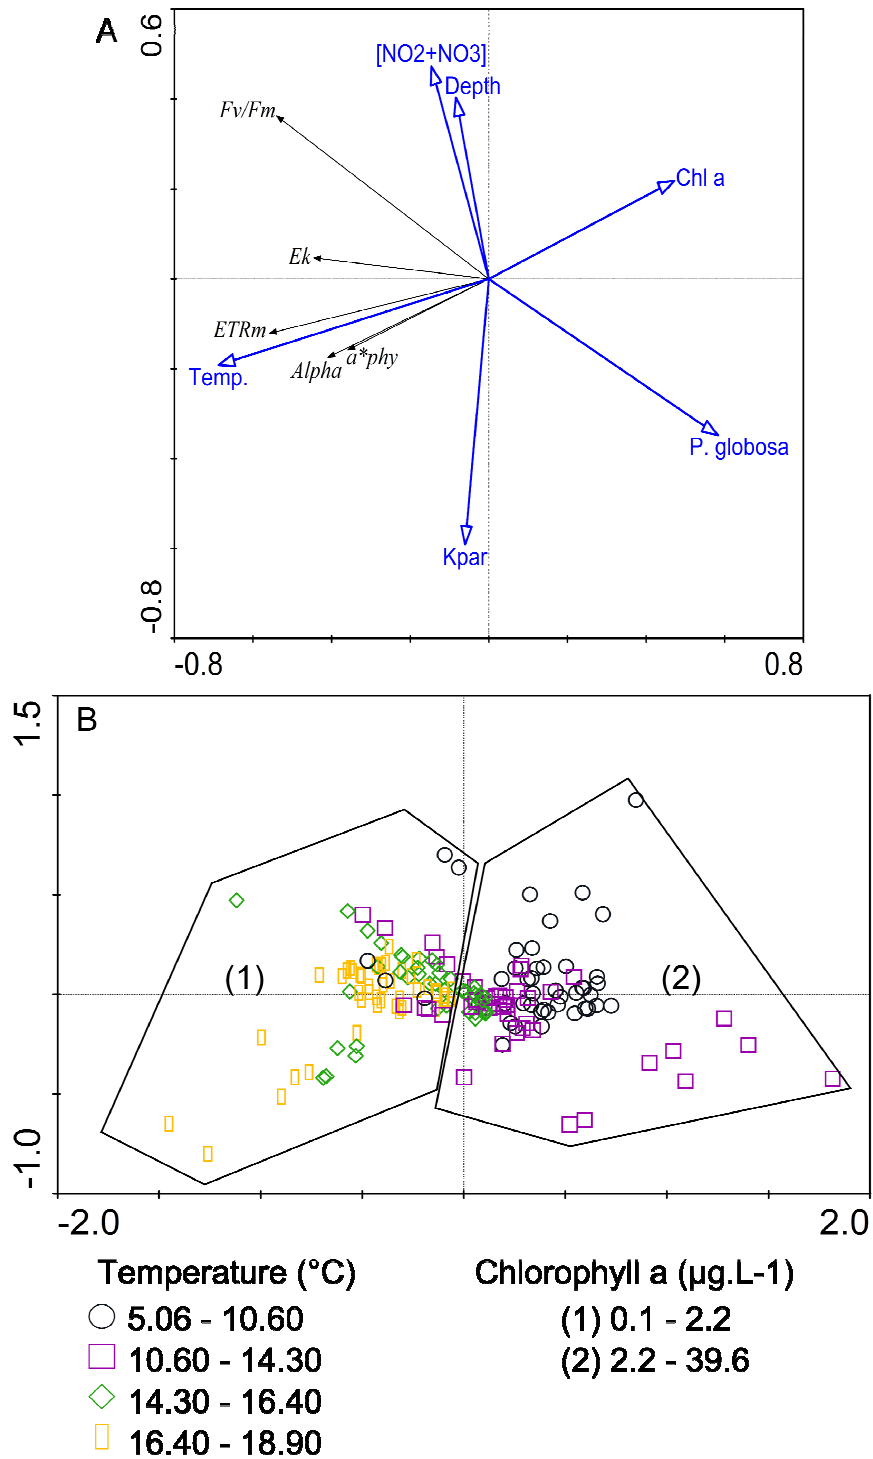 A
0.6
[NO2+NO3]
Depth
Fv/Fm
Chl a
Ek
ETRm
a*phy
Alpha
Temp.
P. globosa
Kpar
-0.8
-0.8
0.8
B
1.5
(1)
(2)
-1.0
-2.0
2.0
Temperature (°C)
Chlorophyll a (µg.L-1)
5.06 - 10.60
(1) 0.1 - 2.2
10.60 - 14.30
(2) 2.2 - 39.6
14.30 - 16.40
16.40 - 18.90